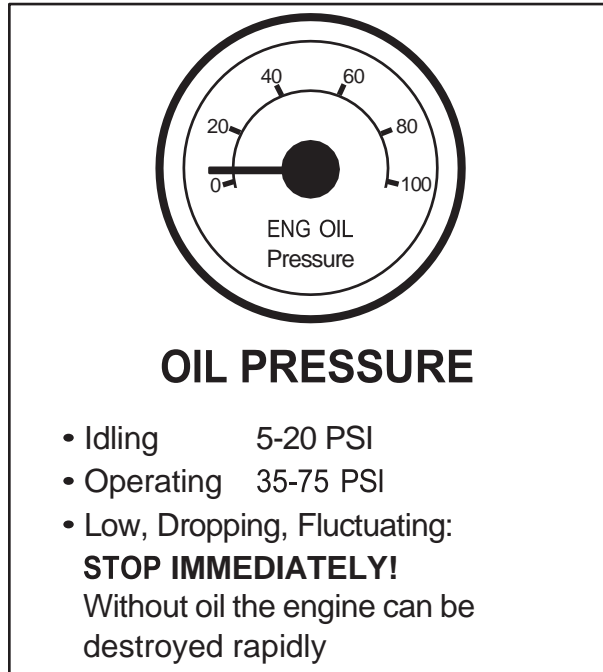 40 60
20 80
0 100
ENG OIL
Pressure
OIL PRESSURE
• Idling 5-20 PSI
• Operating 35-75 PSI
• Low, Dropping, Fluctuating:
STOP IMMEDIATELY!
Without oil the engine can be
destroyed rapidly